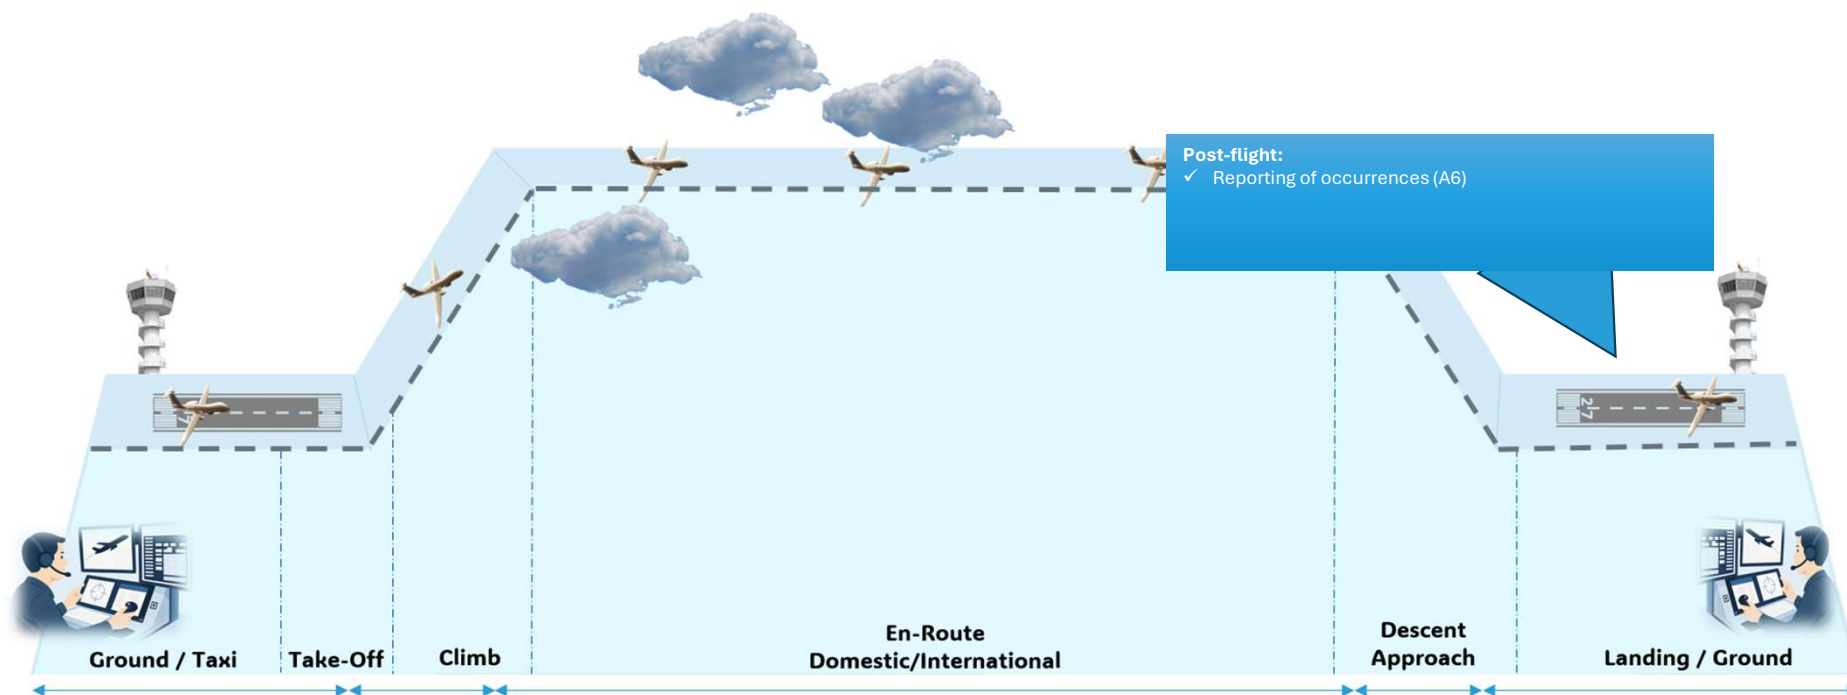 Post-flight:
✓ Reporting of occurrences (A6)
27
Ground / Taxi
Take-Off
Climb
En-Route
Domestic/International
Descent
Approach
Landing / Ground